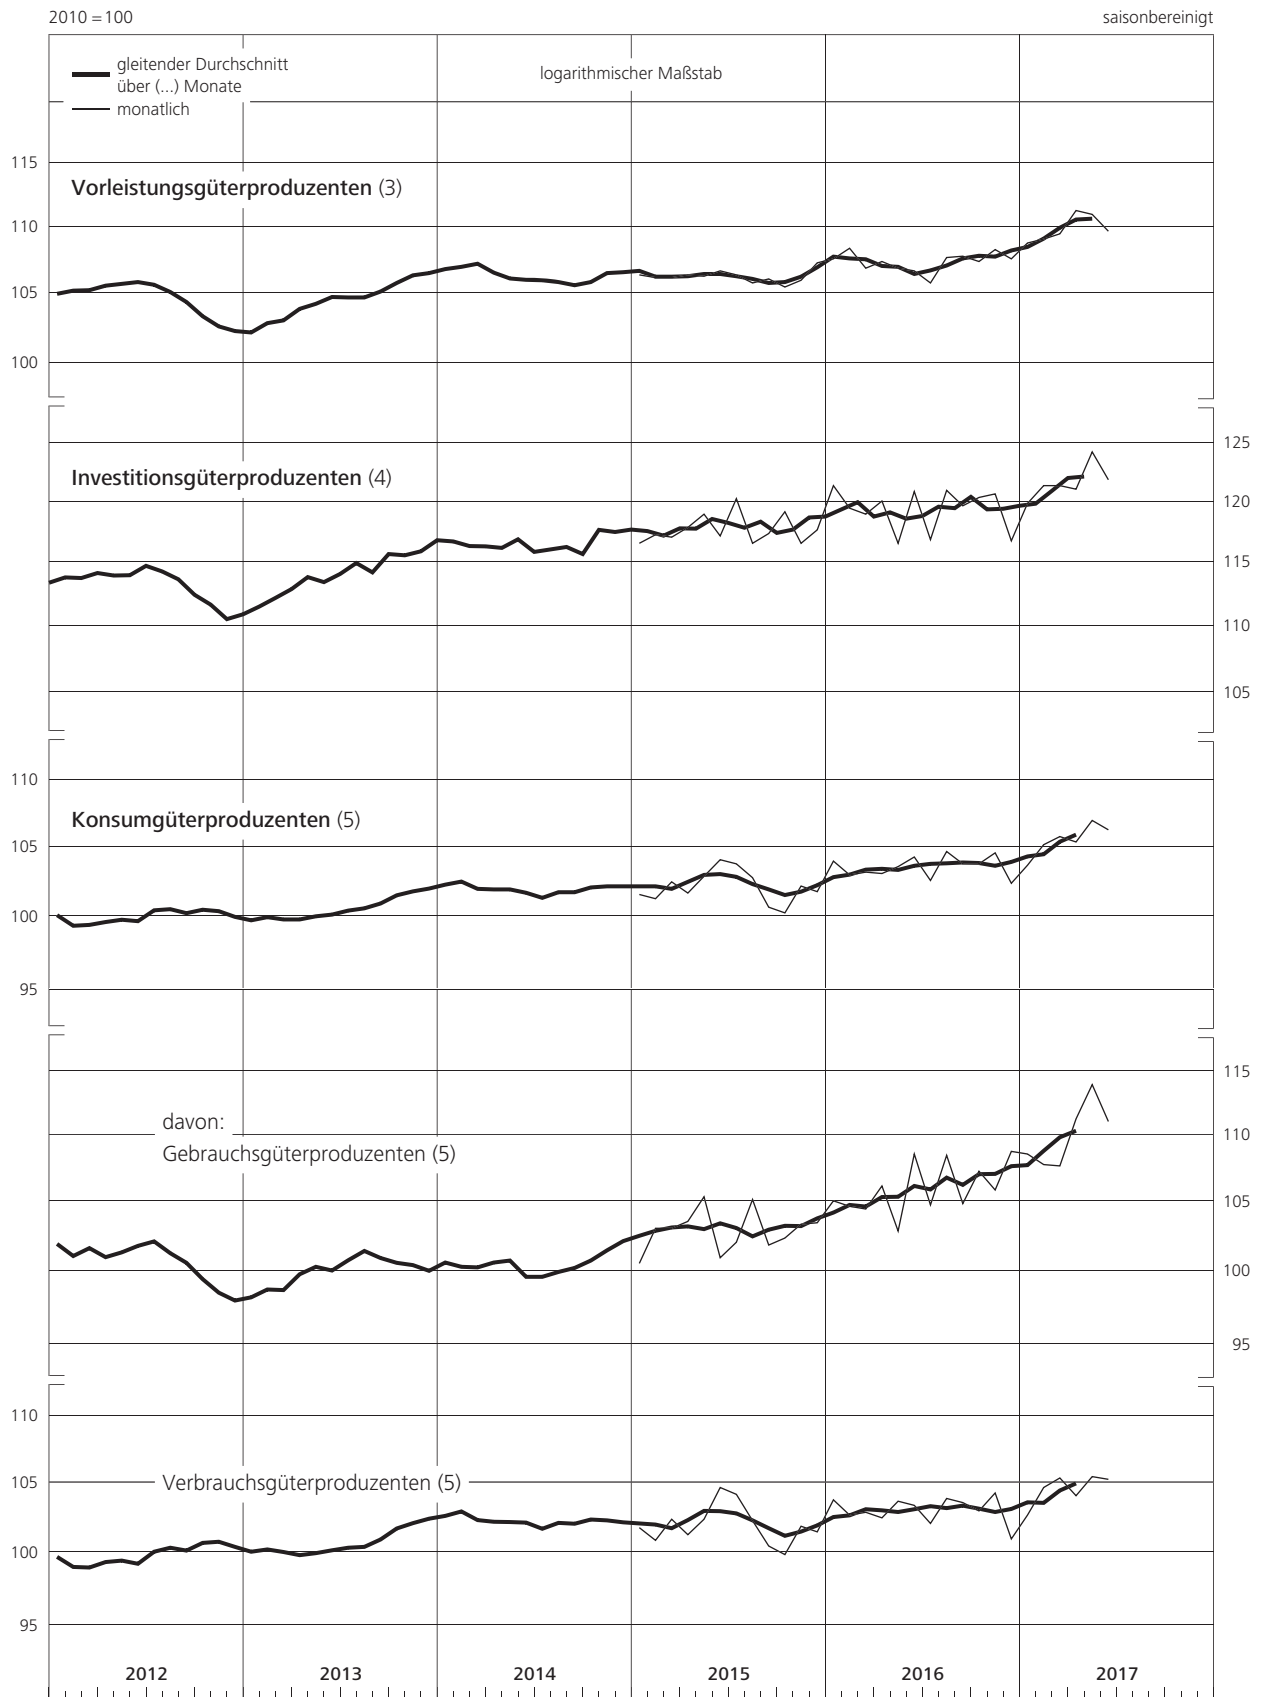 2010 = 100
saisonbereinigt
gleitender Durchschnitt
über (...) Monate
monatlich
logarithmischer Maßstab
115
Vorleistungsgüterproduzenten (3)
110
105
100
125
Investitionsgüterproduzenten (4)
120
115
110
105
110
Konsumgüterproduzenten (5)
105
100
95
115
davon:
110
Gebrauchsgüterproduzenten (5)
105
100
95
110
Verbrauchsgüterproduzenten (5)
105
100
95
2012 2013 2014 2015 2016 2017